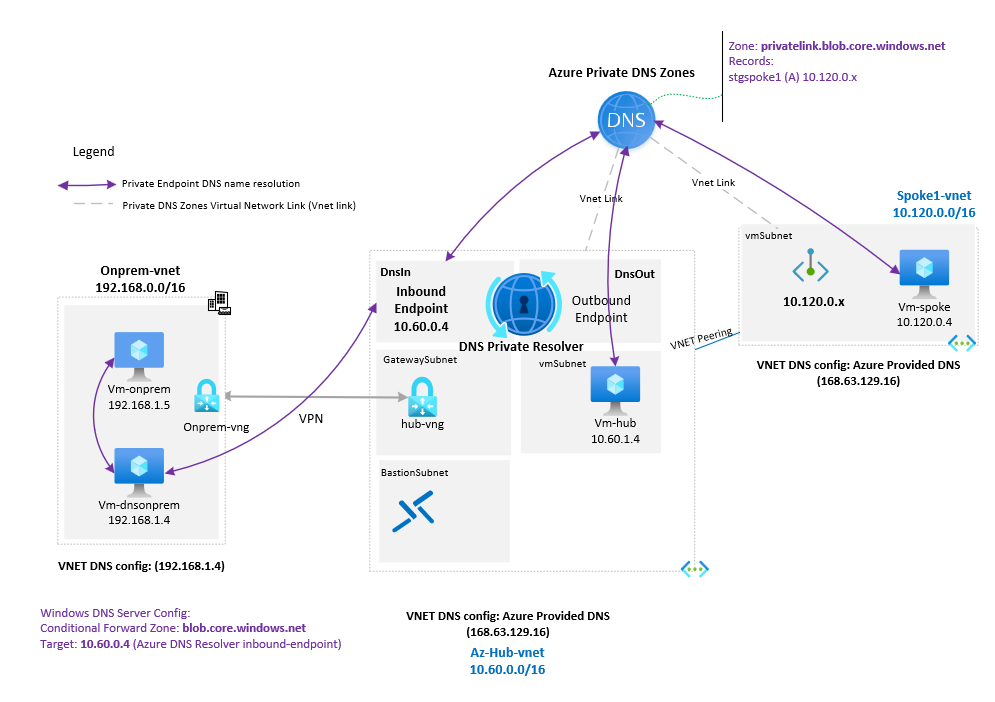 Zone: privatelink.blob.core.windows.net
Records:
stgspoke1 (A) 10.120.0.x
Azure Private DNS Zones
DNS
Legend
Private Endpoint DNS name resolution
Private DNS Zones Virtual Network Link (Vnet link)
Vnet Link
Vnet Link
Spoke1-vnet
10.120.0.0/16
vmSubnet
10.120.0.x
Vm-spoke
10.120.0.4
VNET DNS config: Azure Provided DNS
(168.63.129.16)
Onprem-vnet
192.168.0.0/16
Vm-onprem
192.168.1.5
Onprem-vng
Vm-dnsonprem
192.168.1.4
VNET DNS config: (192.168.1.4)
VPN
DnsIn
Inbound
Endpoint
10.60.0.4
DnsOut
Outbound
Endpoint
DNS Private Resolver
VNET Peering
GatewaySubnet
hub-vng
vmSubnet
Vm-hub
10.60.1.4
BastionSubnet
Windows DNS Server Config:
Conditional Forward Zone: blob.core.windows.net
Target: 10.60.0.4 (Azure DNS Resolver inbound-endpoint)
VNET DNS config: Azure Provided DNS
(168.63.129.16)
Az-Hub-vnet
10.60.0.0/16